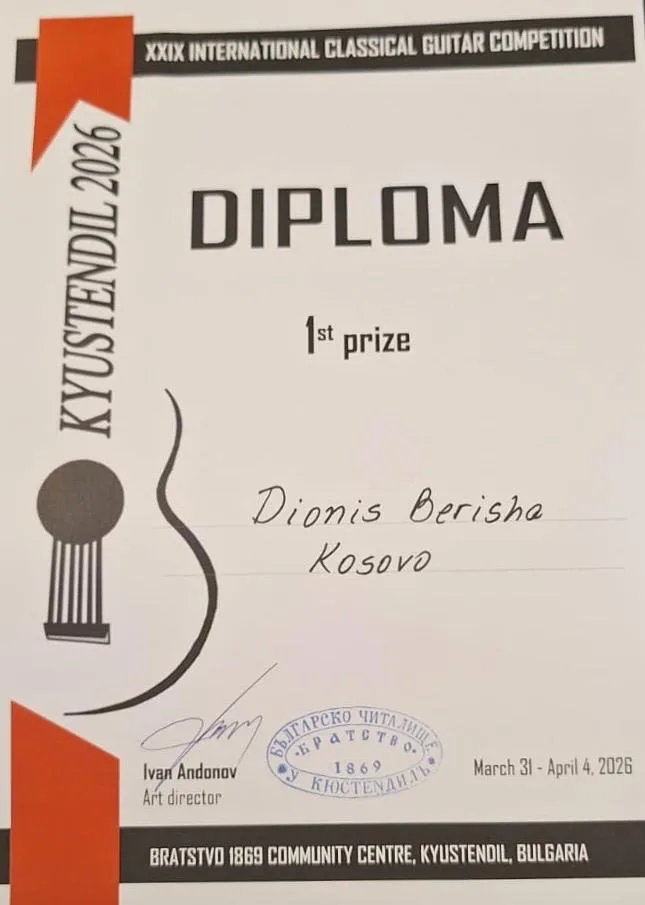 XXIX INTERNATIONAL CLASSICAL GUITAR COMPETITION
KYUSTENDIL 2026
DIPLOMA
1st prize
Dionis Berisha
Kosovo
Ivan Andonov
Art director
БЪЛГАРСКО ЧИТАЛИЩЕ
БРАТСТВО
1869
У КЮСТЕНДИЛЪ
March 31 - April 4, 2026
BRATSTVO 1869 COMMUNITY CENTRE, KYUSTENDIL, BULGARIA